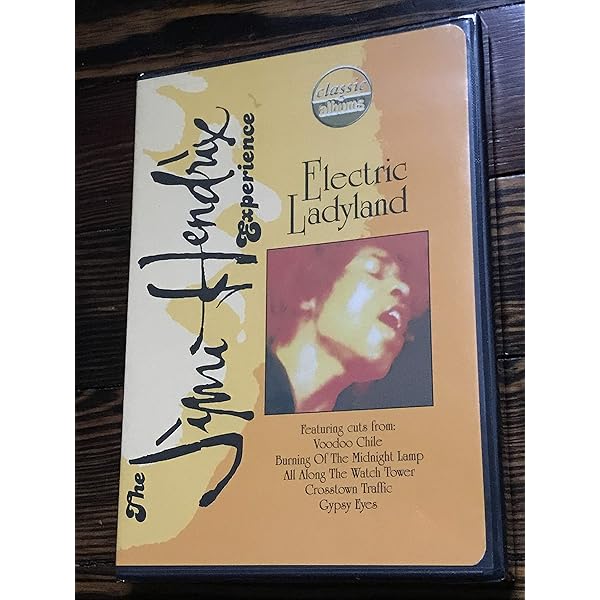 The
Jimi Hendrix
Experience
classic
albums
Electric
Ladyland
Featuring cuts from:
Voodoo Chile
Burning Of The Midnight Lamp
All Along The Watch Tower
Crosstown Traffic
Gypsy Eyes